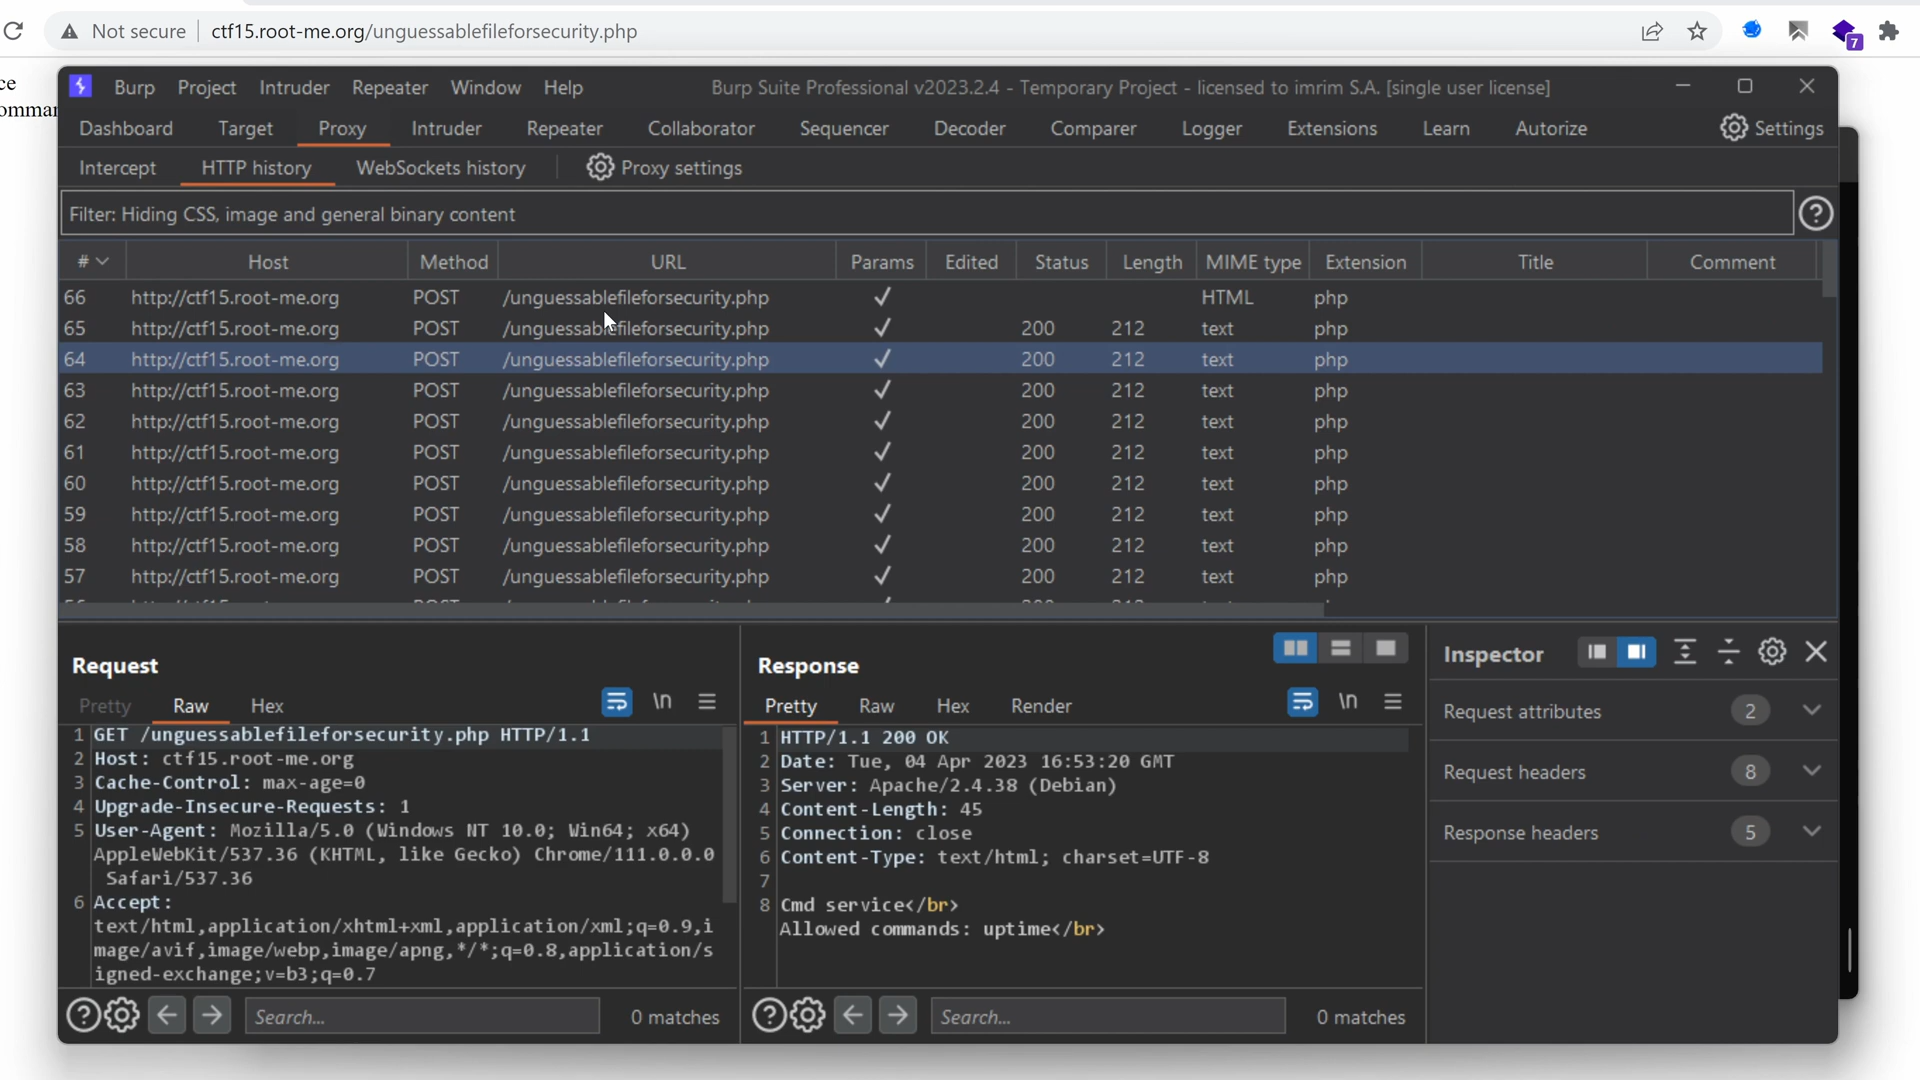 Not secure ctf15.root-me.org/unguessablefileforsecurity.php
7
Burp Project Intruder Repeater Window Help Burp Suite Professional v2023.2.4 - Temporary Project - licensed to imrim S.A. [single user license]
Dashboard Target Proxy Intruder Repeater Collaborator Sequencer Decoder Comparer Logger Extensions Learn Autorize Settings
Intercept HTTP history WebSockets history Proxy settings
Filter: Hiding CSS, image and general binary content
# Host Method URL Params Edited Status Length MIME type Extension Title Comment
66 http://ctf15.root-me.org POST /unguessablefileforsecurity.php ✓ HTML php
65 http://ctf15.root-me.org POST /unguessablefileforsecurity.php ✓ 200 212 text php
64 http://ctf15.root-me.org POST /unguessablefileforsecurity.php ✓ 200 212 text php
63 http://ctf15.root-me.org POST /unguessablefileforsecurity.php ✓ 200 212 text php
62 http://ctf15.root-me.org POST /unguessablefileforsecurity.php ✓ 200 212 text php
61 http://ctf15.root-me.org POST /unguessablefileforsecurity.php ✓ 200 212 text php
60 http://ctf15.root-me.org POST /unguessablefileforsecurity.php ✓ 200 212 text php
59 http://ctf15.root-me.org POST /unguessablefileforsecurity.php ✓ 200 212 text php
58 http://ctf15.root-me.org POST /unguessablefileforsecurity.php ✓ 200 212 text php
57 http://ctf15.root-me.org POST /unguessablefileforsecurity.php ✓ 200 212 text php
Request
Pretty Raw Hex \n
1 GET /unguessablefileforsecurity.php HTTP/1.1
2 Host: ctf15.root-me.org
3 Cache-Control: max-age=0
4 Upgrade-Insecure-Requests: 1
5 User-Agent: Mozilla/5.0 (Windows NT 10.0; Win64; x64)
AppleWebKit/537.36 (KHTML, like Gecko) Chrome/111.0.0.0
Safari/537.36
6 Accept:
text/html,application/xhtml+xml,application/xml;q=0.9,i
mage/avif,image/webp,image/apng,*/*;q=0.8,application/s
igned-exchange;v=b3;q=0.7
Search... 0 matches
Response
Pretty Raw Hex Render \n
1 HTTP/1.1 200 OK
2 Date: Tue, 04 Apr 2023 16:53:20 GMT
3 Server: Apache/2.4.38 (Debian)
4 Content-Length: 45
5 Connection: close
6 Content-Type: text/html; charset=UTF-8
7
8 Cmd service</br>
Allowed commands: uptime</br>
Search... 0 matches
Inspector
Request attributes 2
Request headers 8
Response headers 5